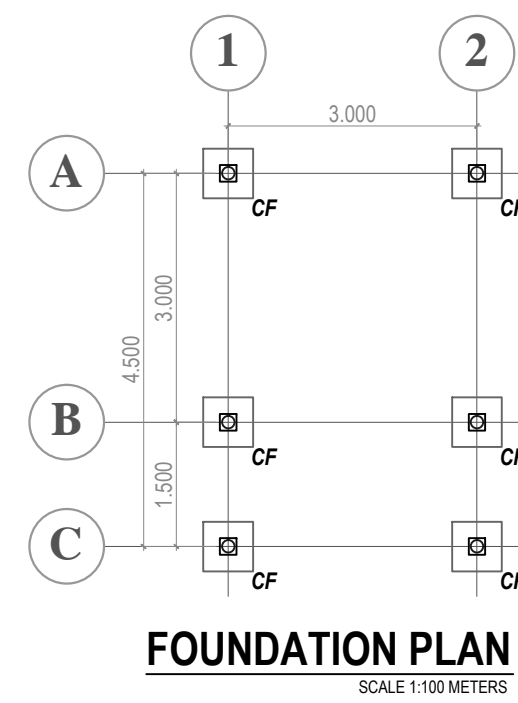 1 2
3.000
A
CF
3.000
4.500
B
CF
1.500
C
CF
FOUNDATION PLAN
SCALE 1:100 METERS